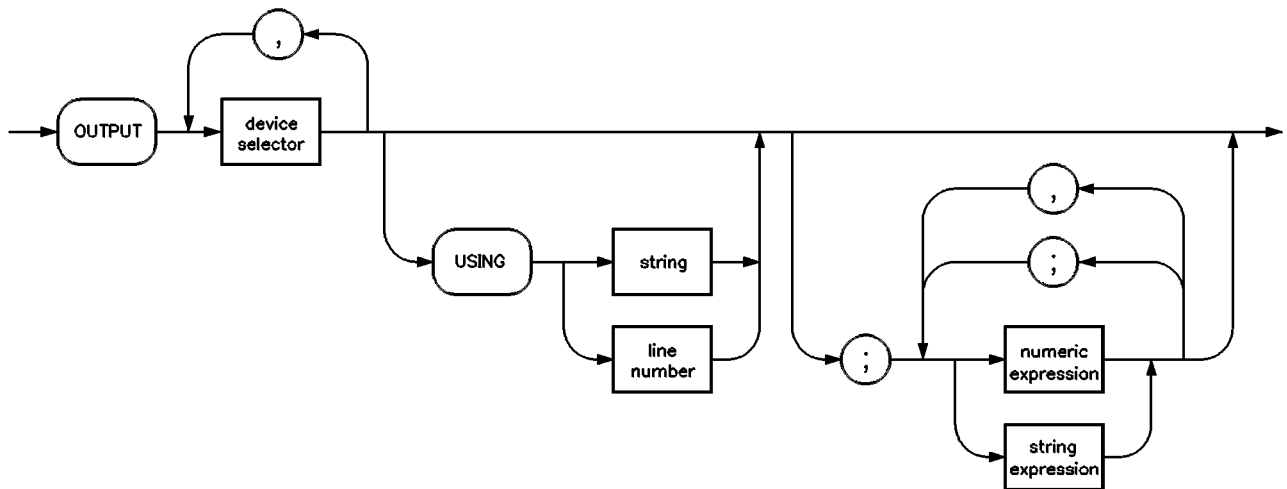 ,
OUTPUT
device
selector
,
USING
string
;
line
number
;
numeric
expression
string
expression